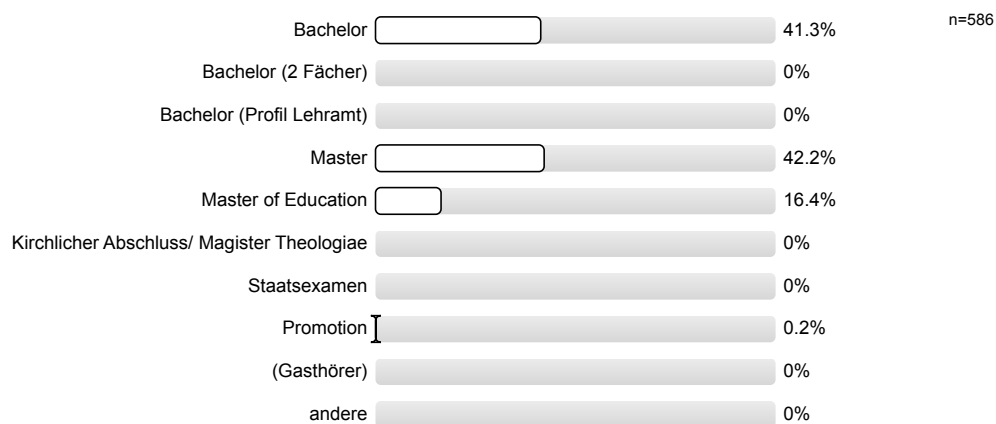 n=586
Bachelor 41.3%
Bachelor (2 Fächer) 0%
Bachelor (Profil Lehramt) 0%
Master 42.2%
Master of Education 16.4%
Kirchlicher Abschluss/ Magister Theologiae 0%
Staatsexamen 0%
Promotion 0.2%
(Gasthörer) 0%
andere 0%